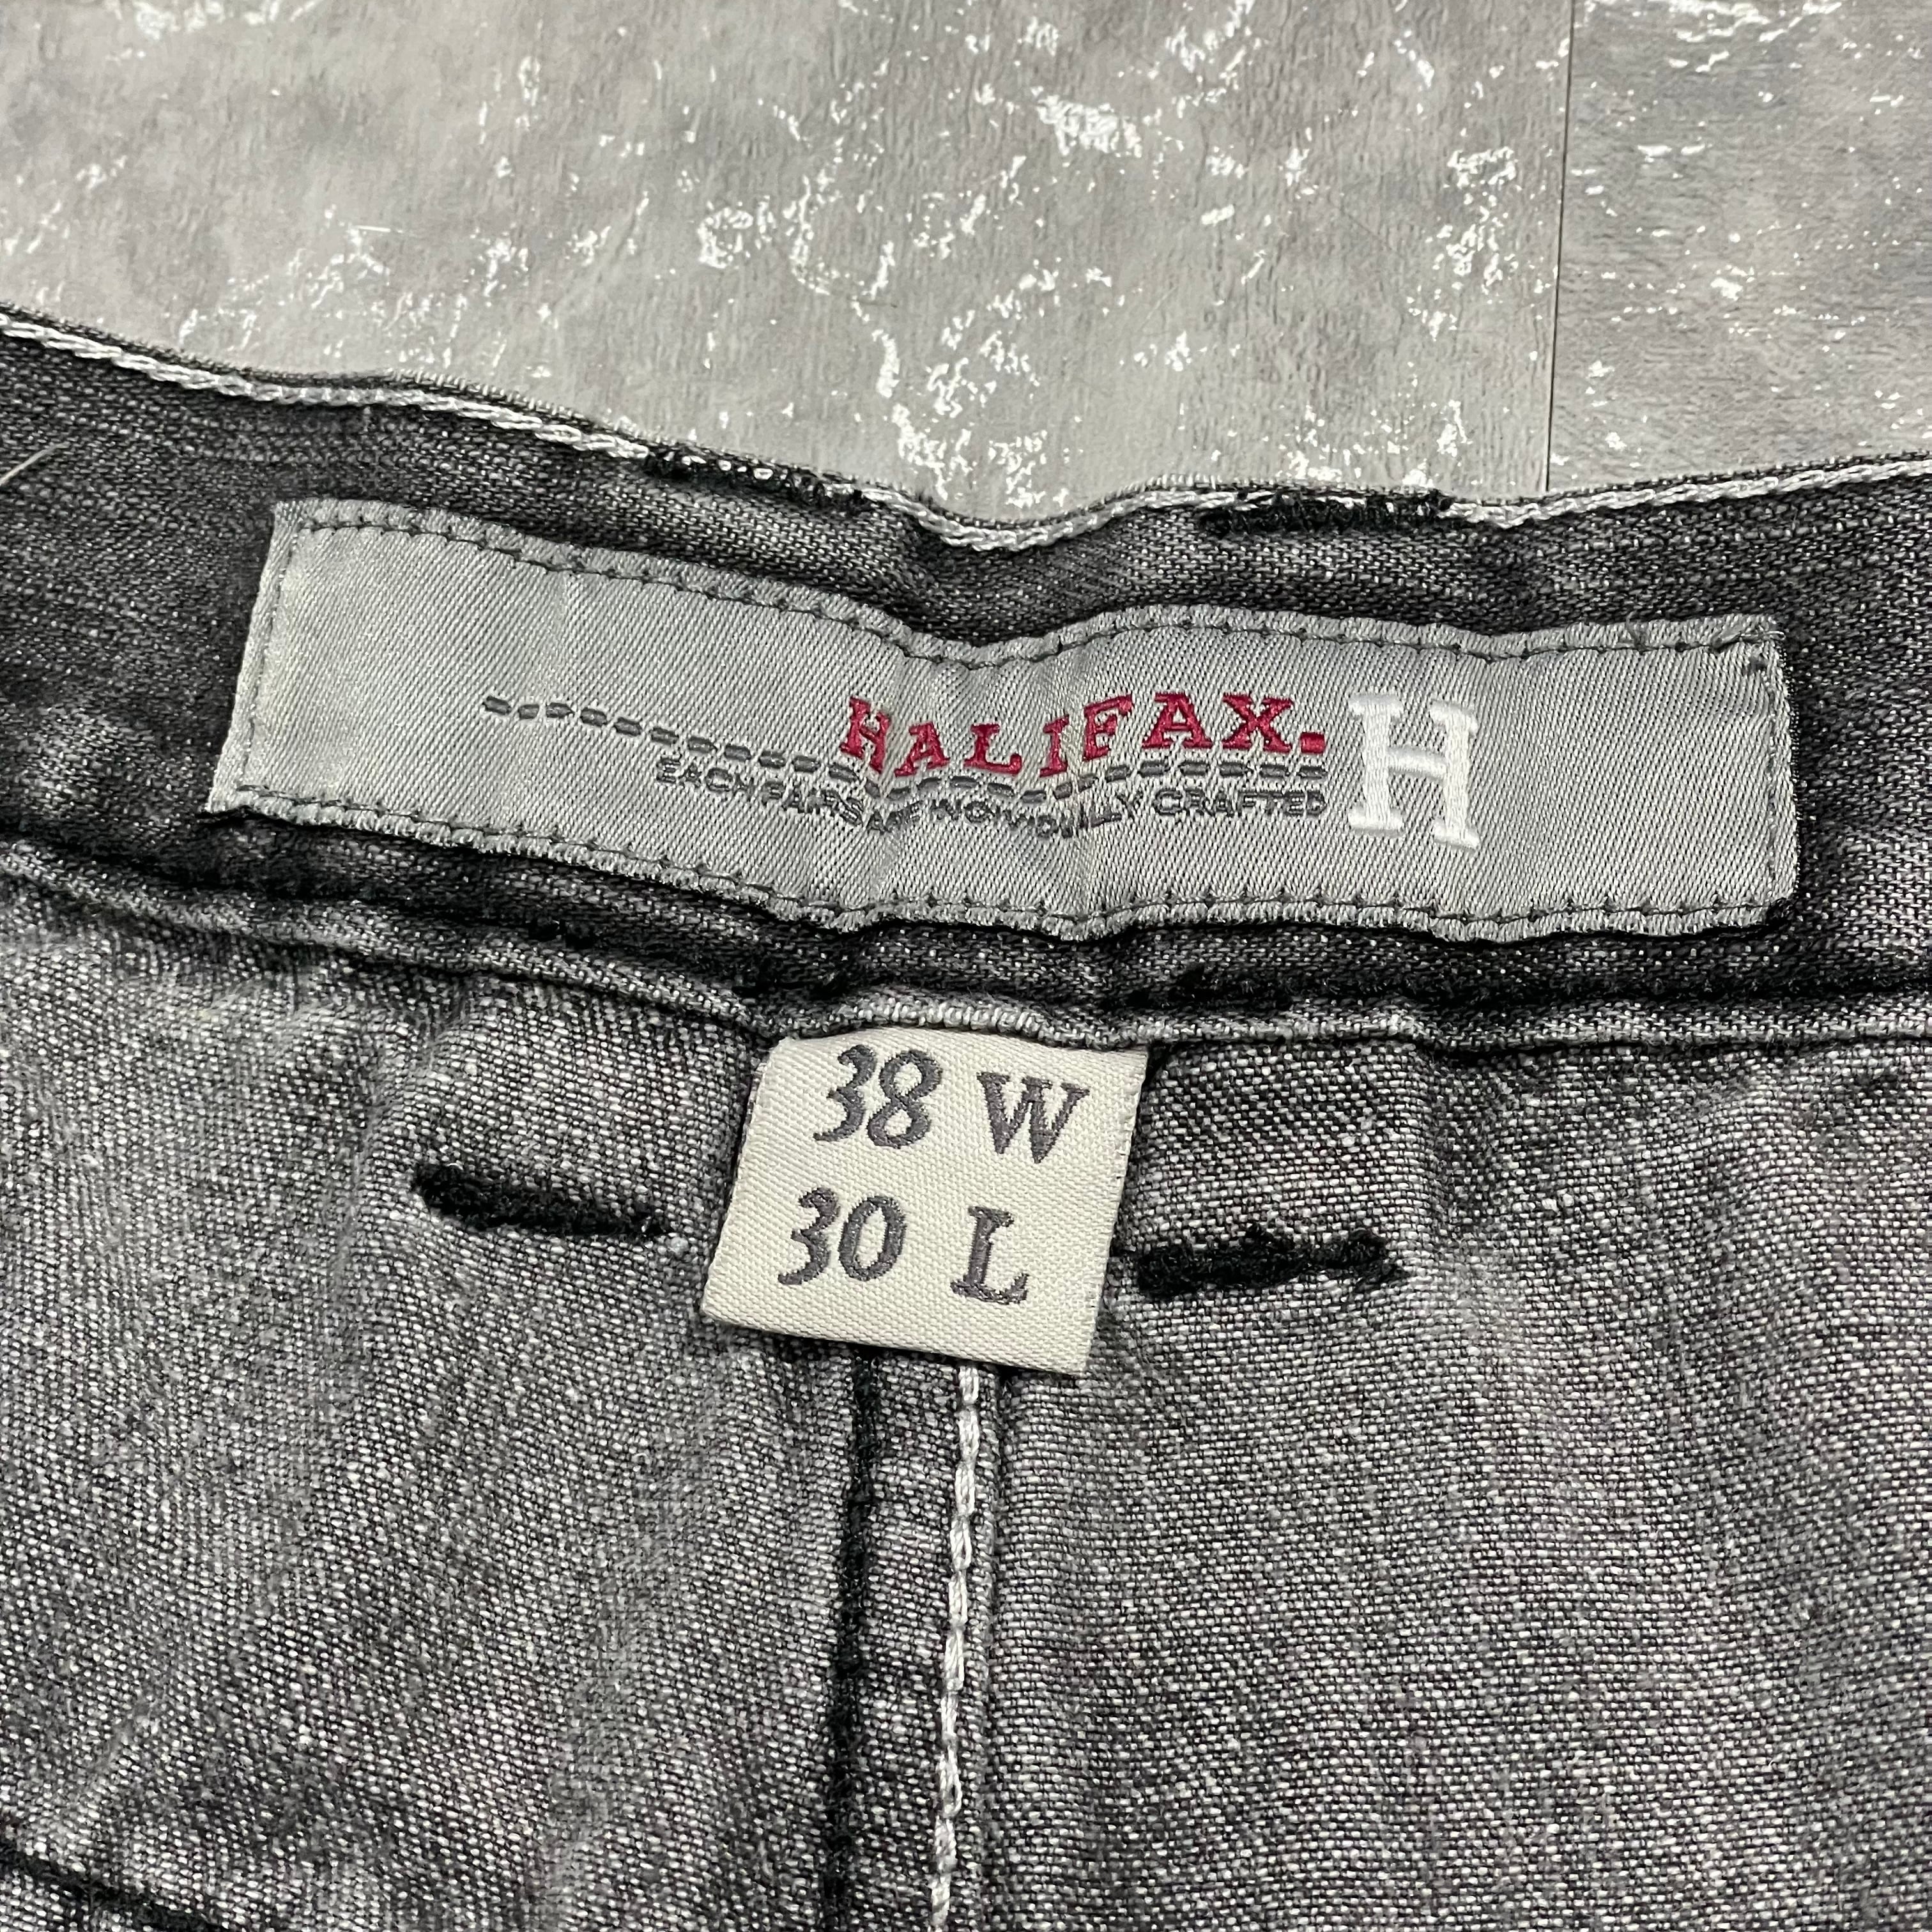 HALIFAX. H
EACH PAIRS ARE INDIVIDUALLY CRAFTED
38 W
30 L